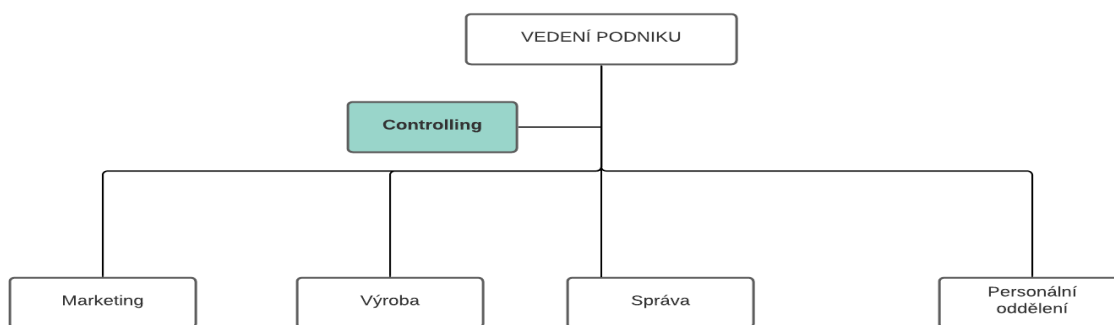 VEDENÍ PODNIKU
Controlling
Marketing
Výroba
Správa
Personální
oddělení